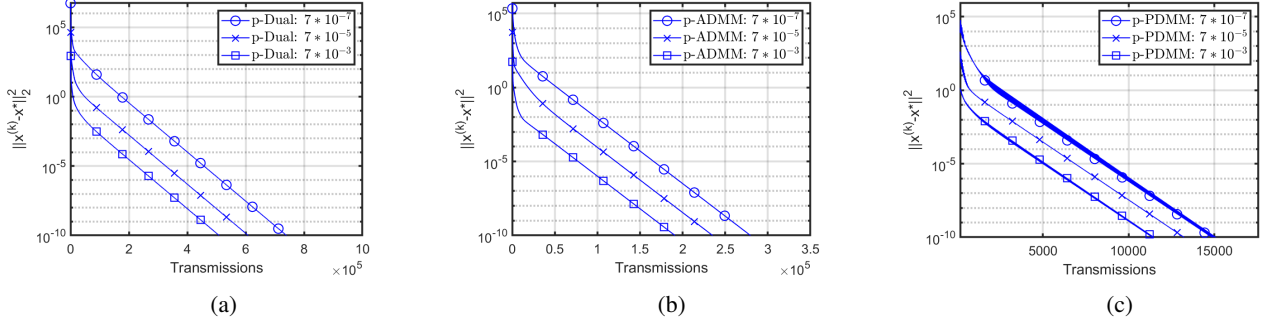 p-Dual: 7 * 10^-7
p-Dual: 7 * 10^-5
p-Dual: 7 * 10^-3
10^5
10^0
10^-5
10^-10
||x^(k)-x*||_2^2
0 2 4 6 8 10
Transmissions
×10^5
(a)
p-ADMM: 7 * 10^-7
p-ADMM: 7 * 10^-5
p-ADMM: 7 * 10^-3
10^5
10^0
10^-5
10^-10
||x^(k)-x*||^2
0 0.5 1 1.5 2 2.5 3 3.5
Transmissions
×10^5
(b)
p-PDMM: 7 * 10^-7
p-PDMM: 7 * 10^-5
p-PDMM: 7 * 10^-3
10^5
10^0
10^-5
10^-10
||x^(k)-x*||^2
5000 10000 15000
Transmissions
(c)